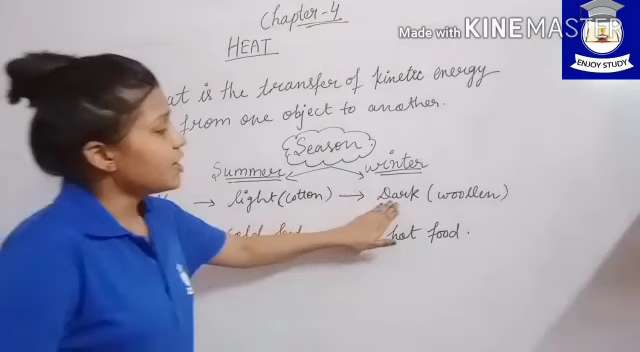 Chapter-4
Made with KINEMASTER
HEAT
ENJOY STUDY
is the transfer of kinetic energy
from one object to another.
Season
Summer winter
→ light (cotton) → Dark (woollen)
cold hot food.